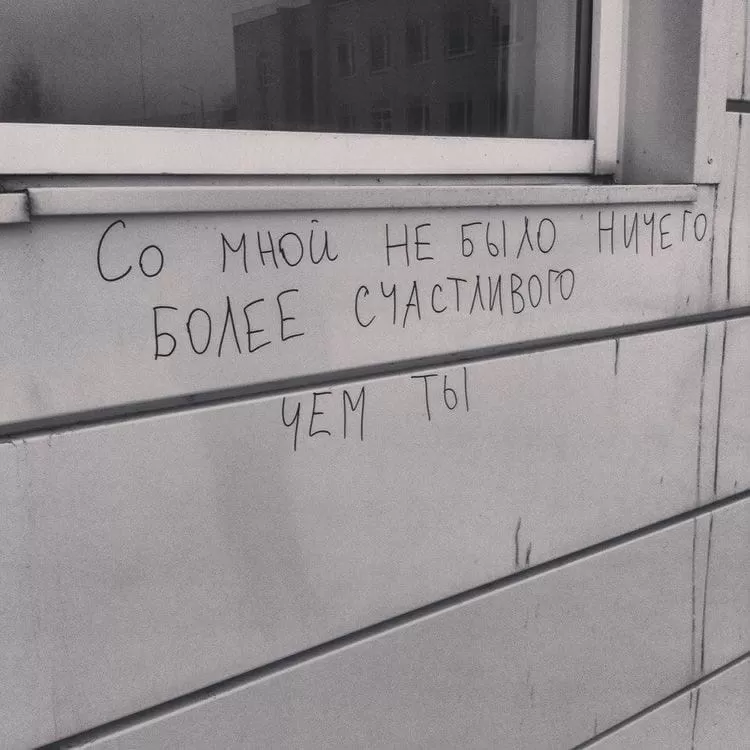 Со мной НЕ БЫЛО НИЧЕГО
БОЛЕЕ СЧАСТЛИВОГО
ЧЕМ ТЫ